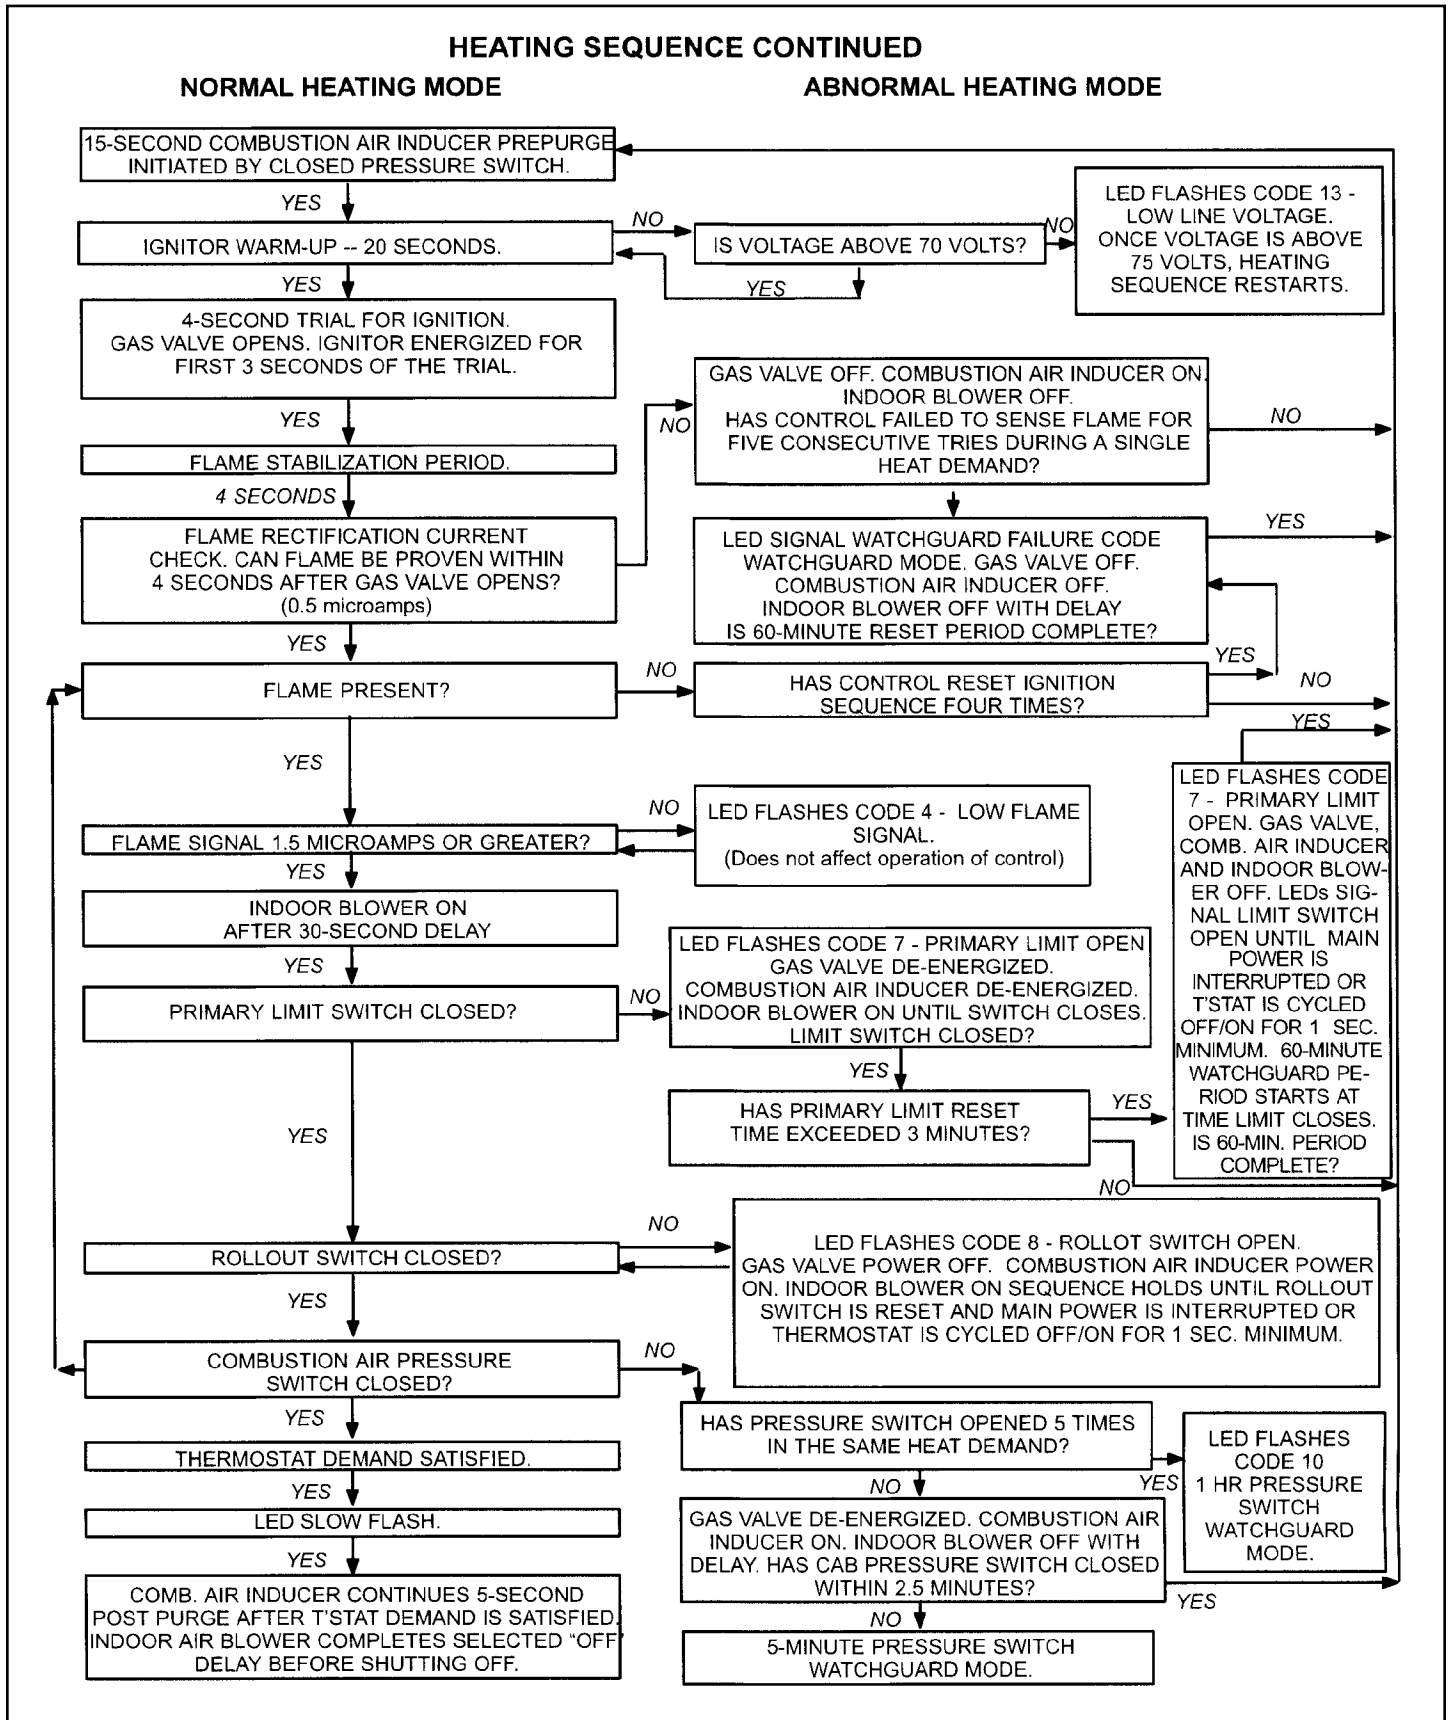 HEATING SEQUENCE CONTINUED
NORMAL HEATING MODE
ABNORMAL HEATING MODE
15-SECOND COMBUSTION AIR INDUCER PREPURGE
INITIATED BY CLOSED PRESSURE SWITCH.
YES
IGNITOR WARM-UP -- 20 SECONDS.
NO
IS VOLTAGE ABOVE 70 VOLTS?
NO
YES
LED FLASHES CODE 13 -
LOW LINE VOLTAGE.
ONCE VOLTAGE IS ABOVE
75 VOLTS, HEATING
SEQUENCE RESTARTS.
YES
4-SECOND TRIAL FOR IGNITION.
GAS VALVE OPENS. IGNITOR ENERGIZED FOR
FIRST 3 SECONDS OF THE TRIAL.
YES
FLAME STABILIZATION PERIOD.
4 SECONDS
FLAME RECTIFICATION CURRENT
CHECK. CAN FLAME BE PROVEN WITHIN
4 SECONDS AFTER GAS VALVE OPENS?
(0.5 microamps)
NO
GAS VALVE OFF. COMBUSTION AIR INDUCER ON.
INDOOR BLOWER OFF.
HAS CONTROL FAILED TO SENSE FLAME FOR
FIVE CONSECUTIVE TRIES DURING A SINGLE
HEAT DEMAND?
NO
LED SIGNAL WATCHGUARD FAILURE CODE
WATCHGUARD MODE. GAS VALVE OFF.
COMBUSTION AIR INDUCER OFF.
INDOOR BLOWER OFF WITH DELAY
IS 60-MINUTE RESET PERIOD COMPLETE?
YES
YES
FLAME PRESENT?
NO
HAS CONTROL RESET IGNITION
SEQUENCE FOUR TIMES?
YES
NO
YES
FLAME SIGNAL 1.5 MICROAMPS OR GREATER?
NO
LED FLASHES CODE 4 - LOW FLAME
SIGNAL.
(Does not affect operation of control)
YES
INDOOR BLOWER ON
AFTER 30-SECOND DELAY
YES
PRIMARY LIMIT SWITCH CLOSED?
NO
LED FLASHES CODE 7 - PRIMARY LIMIT OPEN
GAS VALVE DE-ENERGIZED.
COMBUSTION AIR INDUCER DE-ENERGIZED.
INDOOR BLOWER ON UNTIL SWITCH CLOSES.
LIMIT SWITCH CLOSED?
YES
HAS PRIMARY LIMIT RESET
TIME EXCEEDED 3 MINUTES?
YES
NO
YES
LED FLASHES CODE
7 - PRIMARY LIMIT
OPEN. GAS VALVE,
COMB. AIR INDUCER
AND INDOOR BLOW-
ER OFF. LEDs SIG-
NAL LIMIT SWITCH
OPEN UNTIL MAIN
POWER IS
INTERRUPTED OR
T'STAT IS CYCLED
OFF/ON FOR 1 SEC.
MINIMUM. 60-MINUTE
WATCHGUARD PE-
RIOD STARTS AT
TIME LIMIT CLOSES.
IS 60-MIN. PERIOD
COMPLETE?
YES
ROLLOUT SWITCH CLOSED?
NO
LED FLASHES CODE 8 - ROLLOT SWITCH OPEN.
GAS VALVE POWER OFF. COMBUSTION AIR INDUCER POWER
ON. INDOOR BLOWER ON SEQUENCE HOLDS UNTIL ROLLOUT
SWITCH IS RESET AND MAIN POWER IS INTERRUPTED OR
THERMOSTAT IS CYCLED OFF/ON FOR 1 SEC. MINIMUM.
YES
COMBUSTION AIR PRESSURE
SWITCH CLOSED?
NO
HAS PRESSURE SWITCH OPENED 5 TIMES
IN THE SAME HEAT DEMAND?
YES
LED FLASHES
CODE 10
1 HR PRESSURE
SWITCH
WATCHGUARD
MODE.
NO
GAS VALVE DE-ENERGIZED. COMBUSTION AIR
INDUCER ON. INDOOR BLOWER OFF WITH
DELAY. HAS CAB PRESSURE SWITCH CLOSED
WITHIN 2.5 MINUTES?
YES
NO
5-MINUTE PRESSURE SWITCH
WATCHGUARD MODE.
YES
THERMOSTAT DEMAND SATISFIED.
YES
LED SLOW FLASH.
YES
COMB. AIR INDUCER CONTINUES 5-SECOND
POST PURGE AFTER T'STAT DEMAND IS SATISFIED.
INDOOR AIR BLOWER COMPLETES SELECTED "OFF"
DELAY BEFORE SHUTTING OFF.